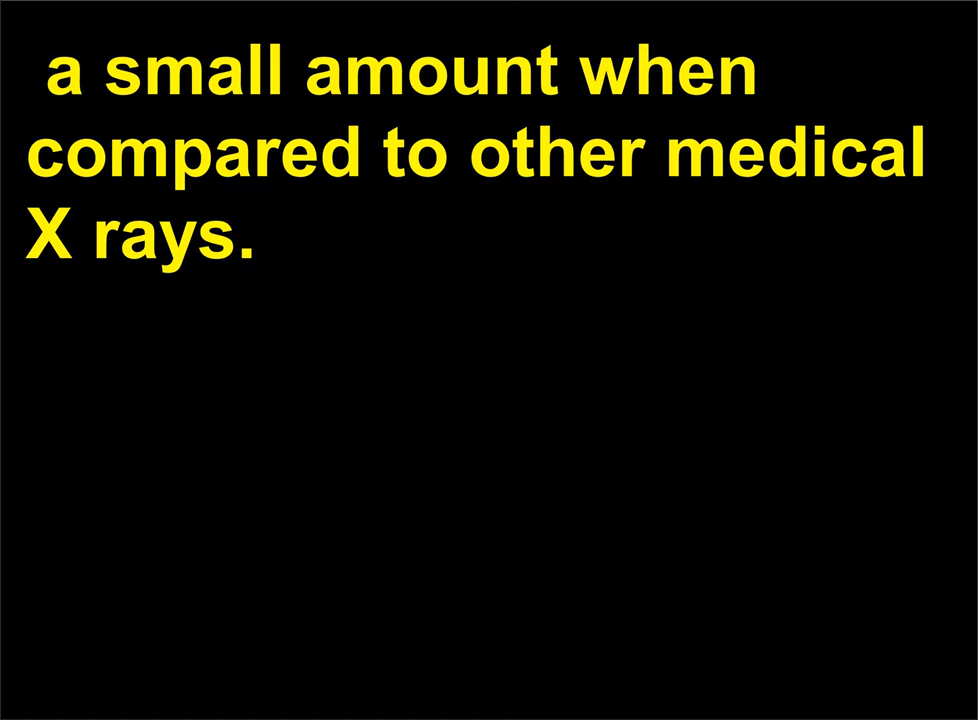 a small amount when
compared to other medical
X rays.